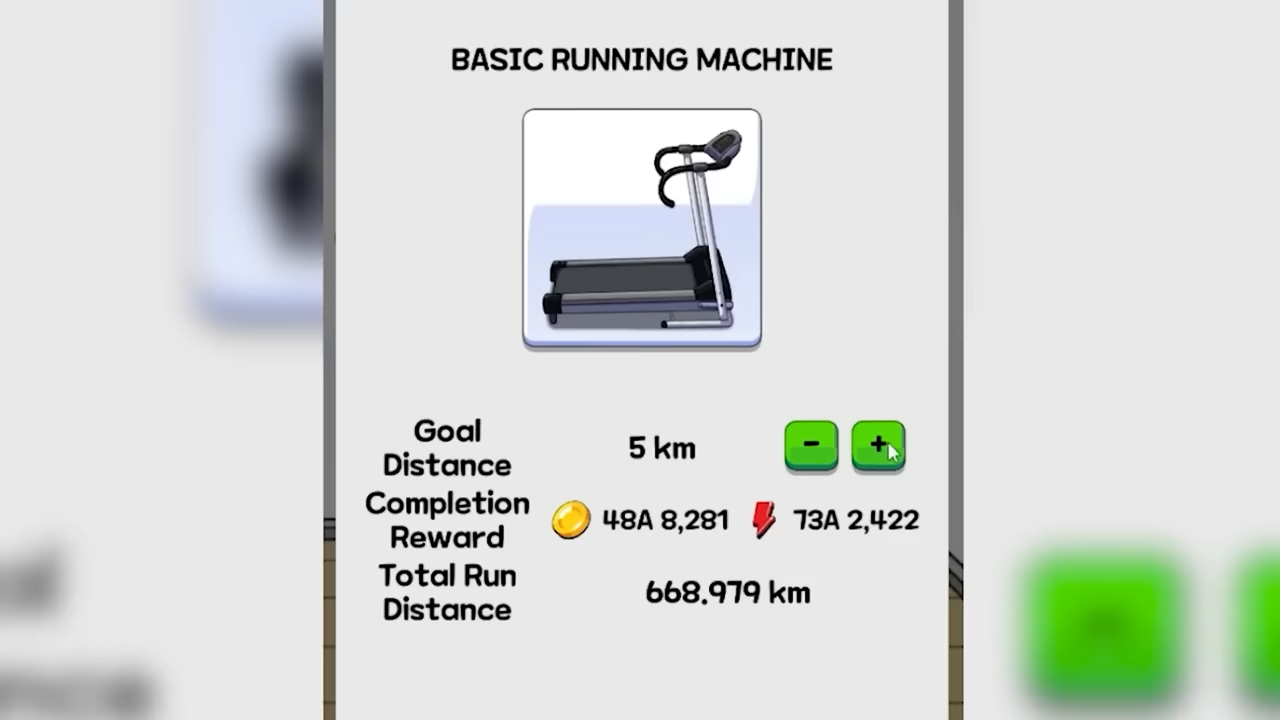 BASIC RUNNING MACHINE
Goal
Distance
5 km
- +
Completion
Reward
48A 8,281 73A 2,422
Total Run
Distance
668.979 km